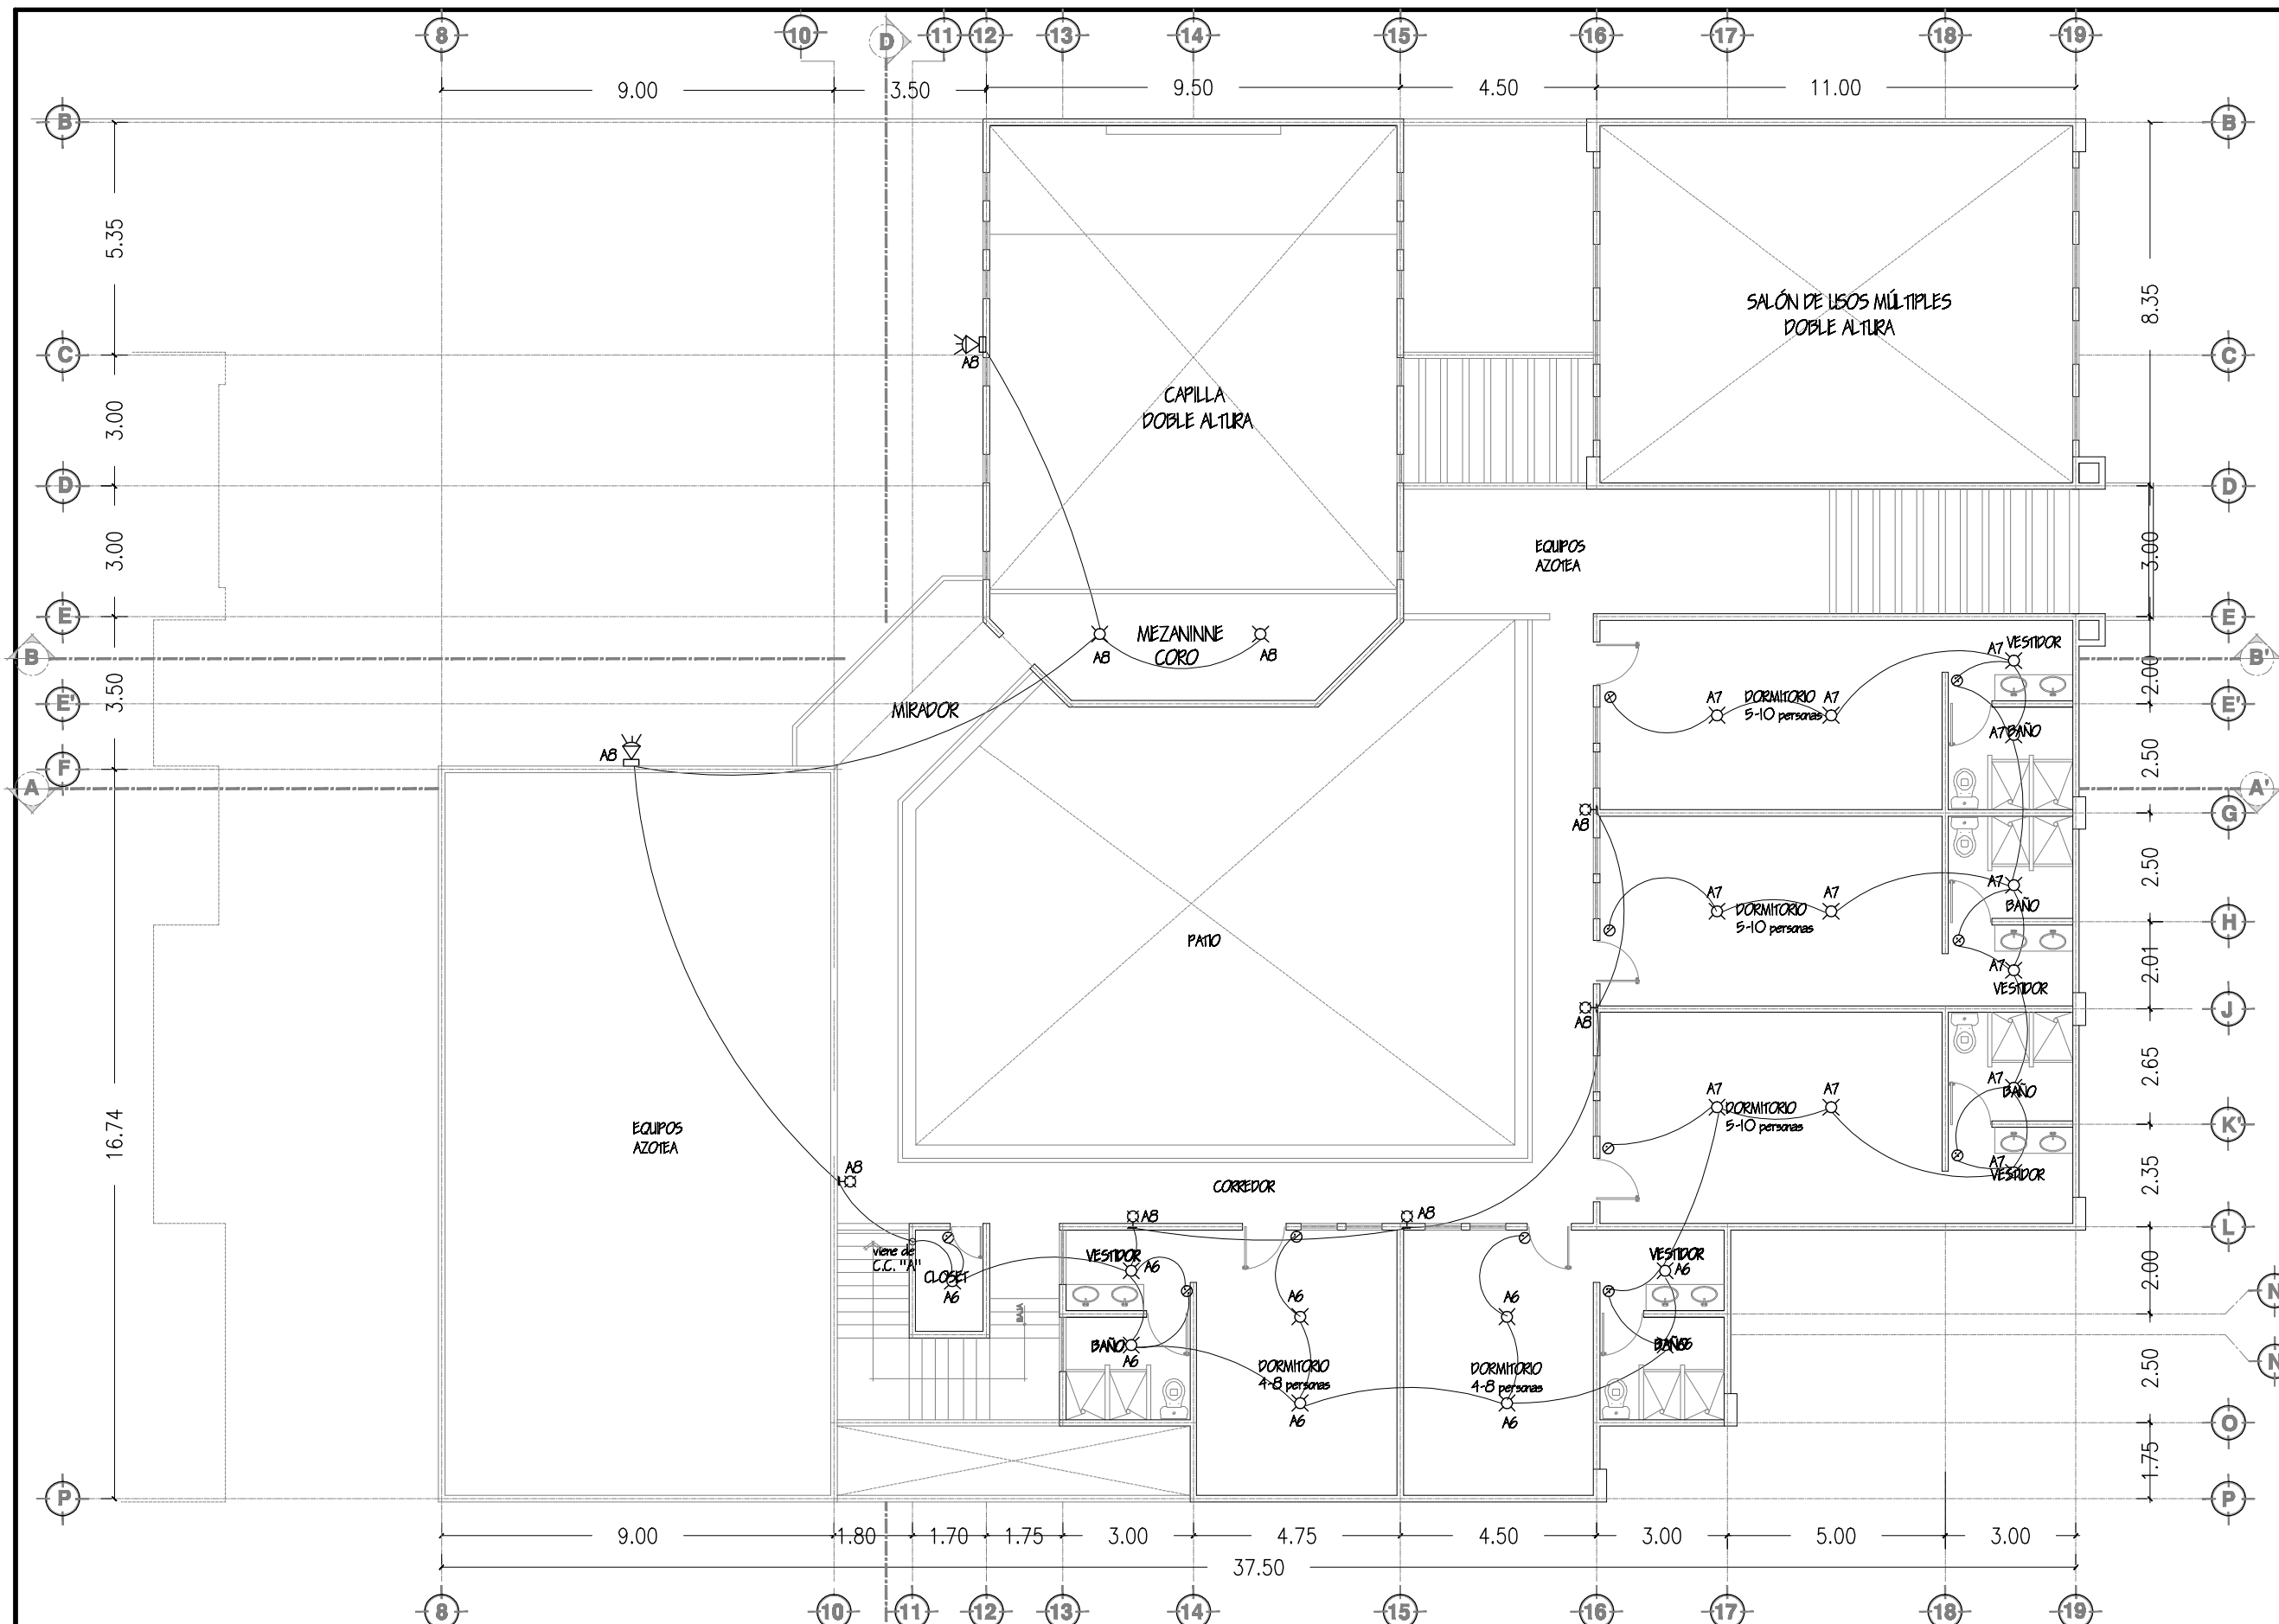 8 10 D 11 12 13 14 15 16 17 18 19
9.00 3.50 9.50 4.50 11.00
B B
5.35
8.35
SALÓN DE USOS MÚLTIPLES
DOBLE ALTURA
C C
A8
CAPILLA
DOBLE ALTURA
3.00
D D
3.00
EQUIPOS
AZOTEA
3.00
E E
MEZANINNE
CORO
A8 A8
A7 VESTIDOR
B B'
3.50
2.00
E' E'
MIRADOR
A7 DORMITORIO A7
5-10 personas
A7 BAÑO
A8
F
2.50
A A'
G
A8
2.50
A7 A7 A7
DORMITORIO
5-10 personas
BAÑO
H
PATIO
2.01
A7
VESTIDOR
J
A8
2.65
A7 A7 A7
BAÑO
DORMITORIO
5-10 personas
K'
16.74
EQUIPOS
AZOTEA
A8
CORREDOR
2.35
A7
VESTIDOR
A8 A8
L
viene de
C.C. "A"
CLOSET
A6
VESTIDOR
A6
VESTIDOR
A6
2.00
BAJA
A6 A6
N
BAÑO
A6
N
DORMITORIO
4-8 personas
A6
DORMITORIO
4-8 personas
A6
2.50
O
1.75
P P
9.00 1.80 1.70 1.75 3.00 4.75 4.50 3.00 5.00 3.00
37.50
8 10 11 12 13 14 15 16 17 18 19